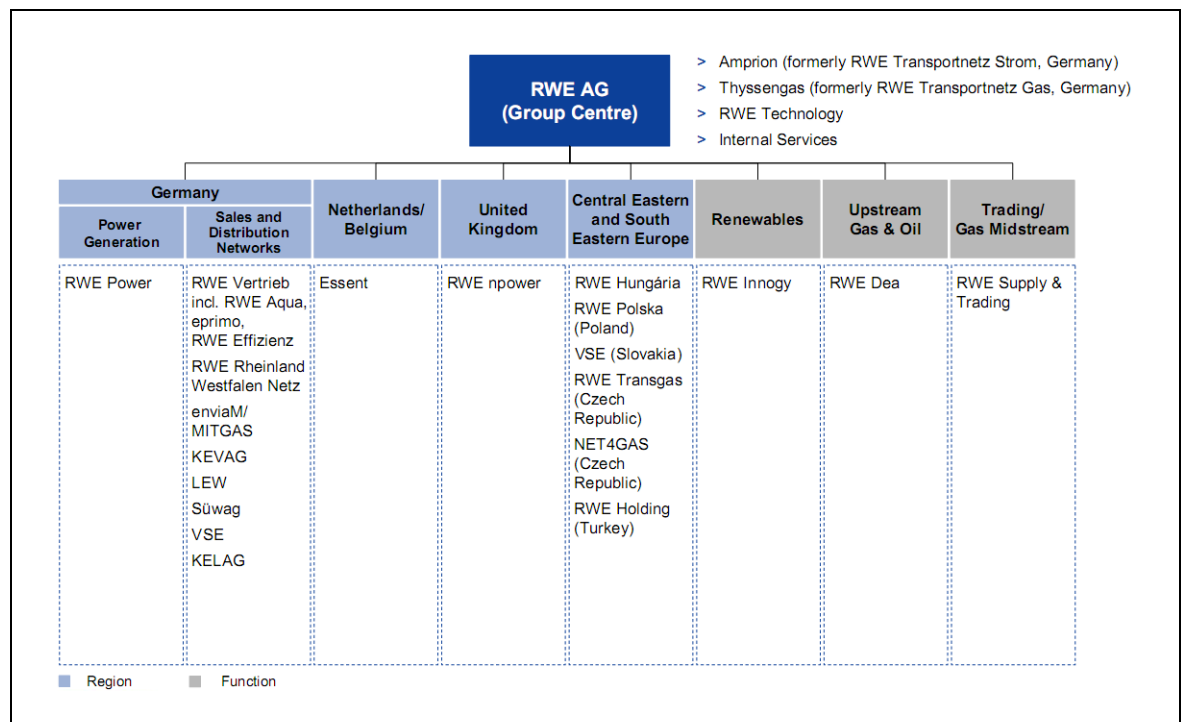 RWE AG
(Group Centre)
> Amprion (formerly RWE Transportnetz Strom, Germany)
> Thyssengas (formerly RWE Transportnetz Gas, Germany)
> RWE Technology
> Internal Services
Germany
Power
Generation
Sales and
Distribution
Networks
Netherlands/
Belgium
United
Kingdom
Central Eastern
and South
Eastern Europe
Renewables
Upstream
Gas & Oil
Trading/
Gas Midstream
RWE Power
RWE Vertrieb
incl. RWE Aqua,
eprimo,
RWE Effizienz
RWE Rheinland
Westfalen Netz
enviaM/
MITGAS
KEVAG
LEW
Süwag
VSE
KELAG
Essent
RWE npower
RWE Hungária
RWE Polska
(Poland)
VSE (Slovakia)
RWE Transgas
(Czech
Republic)
NET4GAS
(Czech
Republic)
RWE Holding
(Turkey)
RWE Innogy
RWE Dea
RWE Supply &
Trading
Region
Function